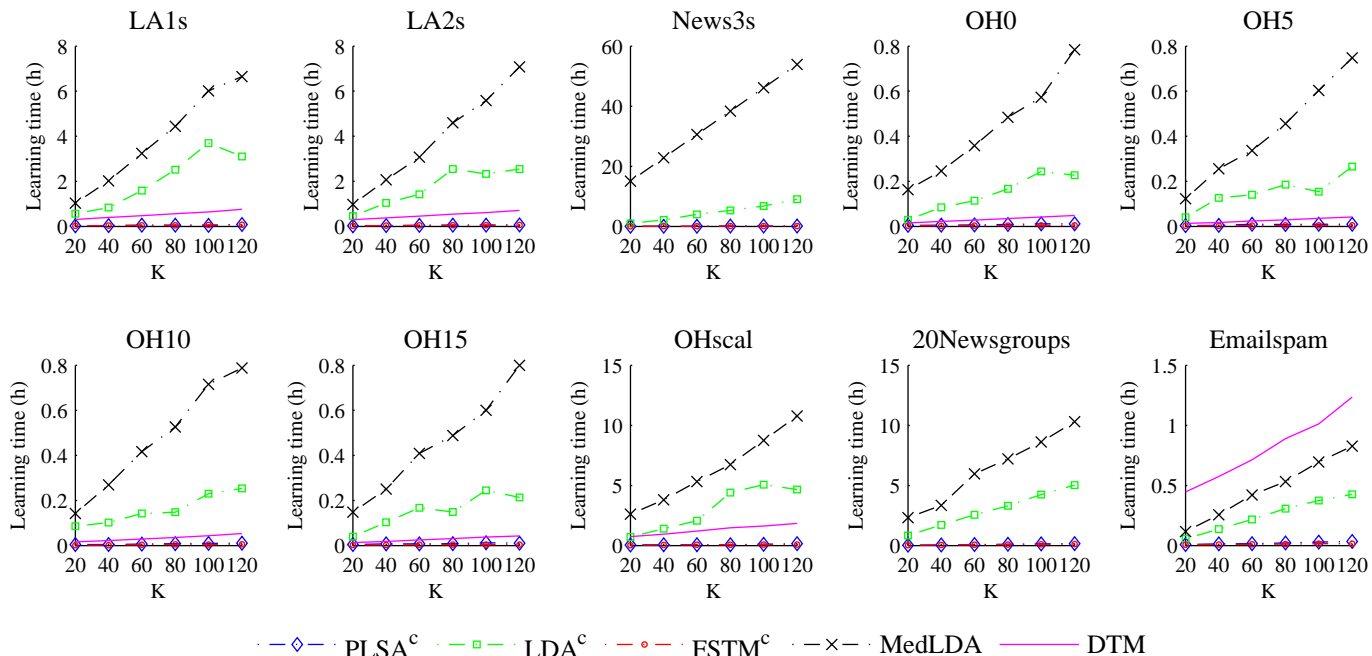 LA1s
LA2s
News3s
OH0
OH5
Learning time (h)
8
6
4
2
0
20 40 60 80 100 120
K
Learning time (h)
8
6
4
2
0
20 40 60 80 100 120
K
Learning time (h)
60
40
20
0
20 40 60 80 100 120
K
Learning time (h)
0.8
0.6
0.4
0.2
0
20 40 60 80 100 120
K
Learning time (h)
0.8
0.6
0.4
0.2
0
20 40 60 80 100 120
K
OH10
OH15
OHscal
20Newsgroups
Emailspam
Learning time (h)
0.8
0.6
0.4
0.2
0
20 40 60 80 100 120
K
Learning time (h)
0.8
0.6
0.4
0.2
0
20 40 60 80 100 120
K
Learning time (h)
15
10
5
0
20 40 60 80 100 120
K
Learning time (h)
15
10
5
0
20 40 60 80 100 120
K
Learning time (h)
1.5
1
0.5
0
20 40 60 80 100 120
K
PLSA^c LDA^c FSTM^c MedLDA DTM